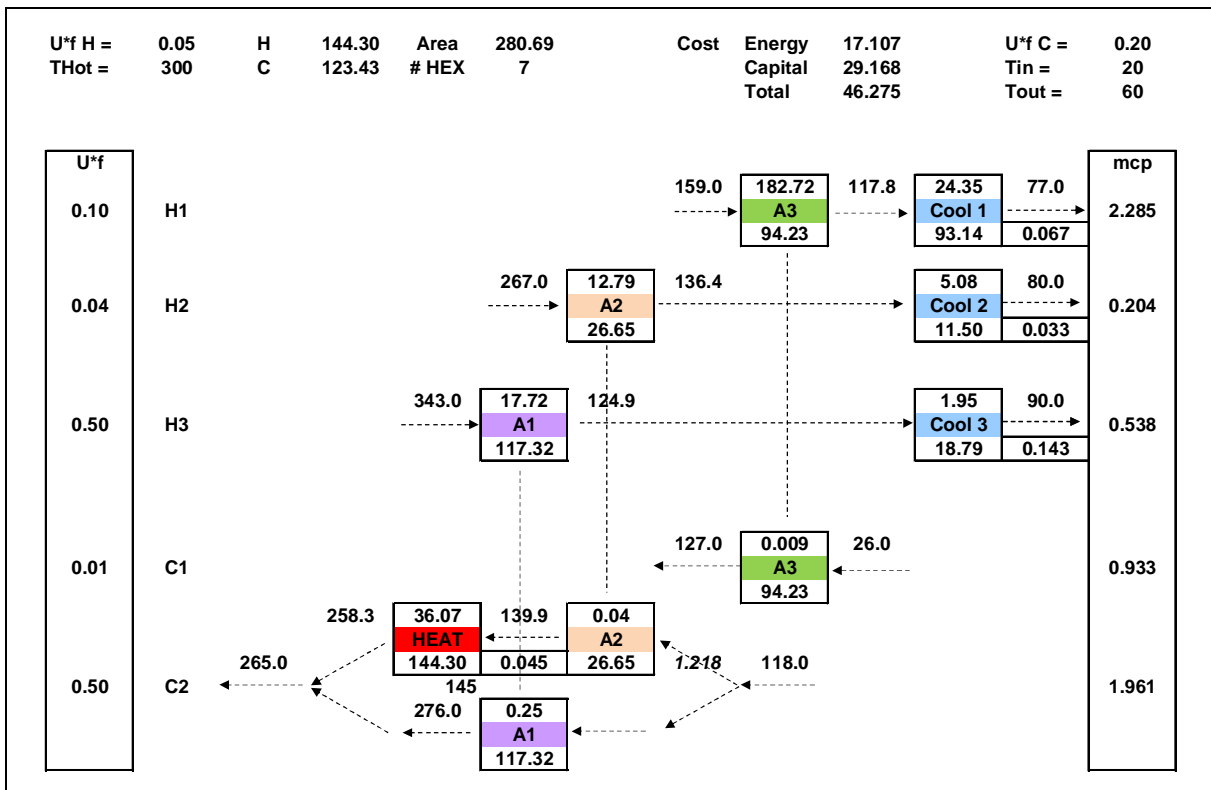 U*f H = 0.05 H 144.30 Area 280.69 Cost Energy 17.107 U*f C = 0.20
THot = 300 C 123.43 # HEX 7 Capital 29.168 Tin = 20
Total 46.275 Tout = 60
U*f mcp
159.0 182.72 117.8 24.35 77.0
0.10 H1 A3 Cool 1 2.285
94.23 93.14 0.067
267.0 12.79 136.4 5.08 80.0
0.04 H2 A2 Cool 2 0.204
26.65 11.50 0.033
343.0 17.72 124.9 1.95 90.0
0.50 H3 A1 Cool 3 0.538
117.32 18.79 0.143
127.0 0.009 26.0
0.01 C1 A3 0.933
94.23
258.3 36.07 139.9 0.04
HEAT A2
265.0 144.30 0.045 26.65 1.218 118.0
0.50 C2 145 1.961
276.0 0.25
A1
117.32